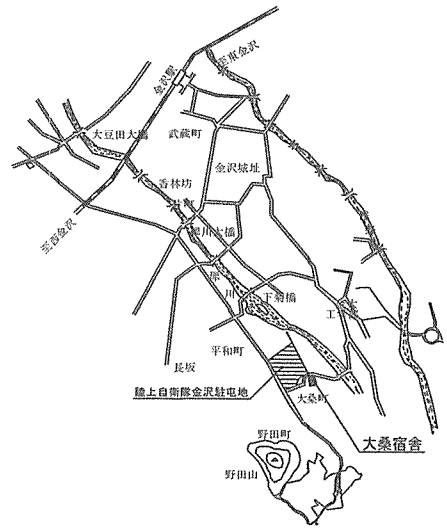 至東金沢
金沢駅
大豆田大橋
武蔵町
金沢城址
香林坊
片町
至西金沢
犀川大橋
犀川
下菊橋
工大
平和町
長坂
陸上自衛隊金沢駐屯地
大桑町
大桑宿舎
野田町
野田山